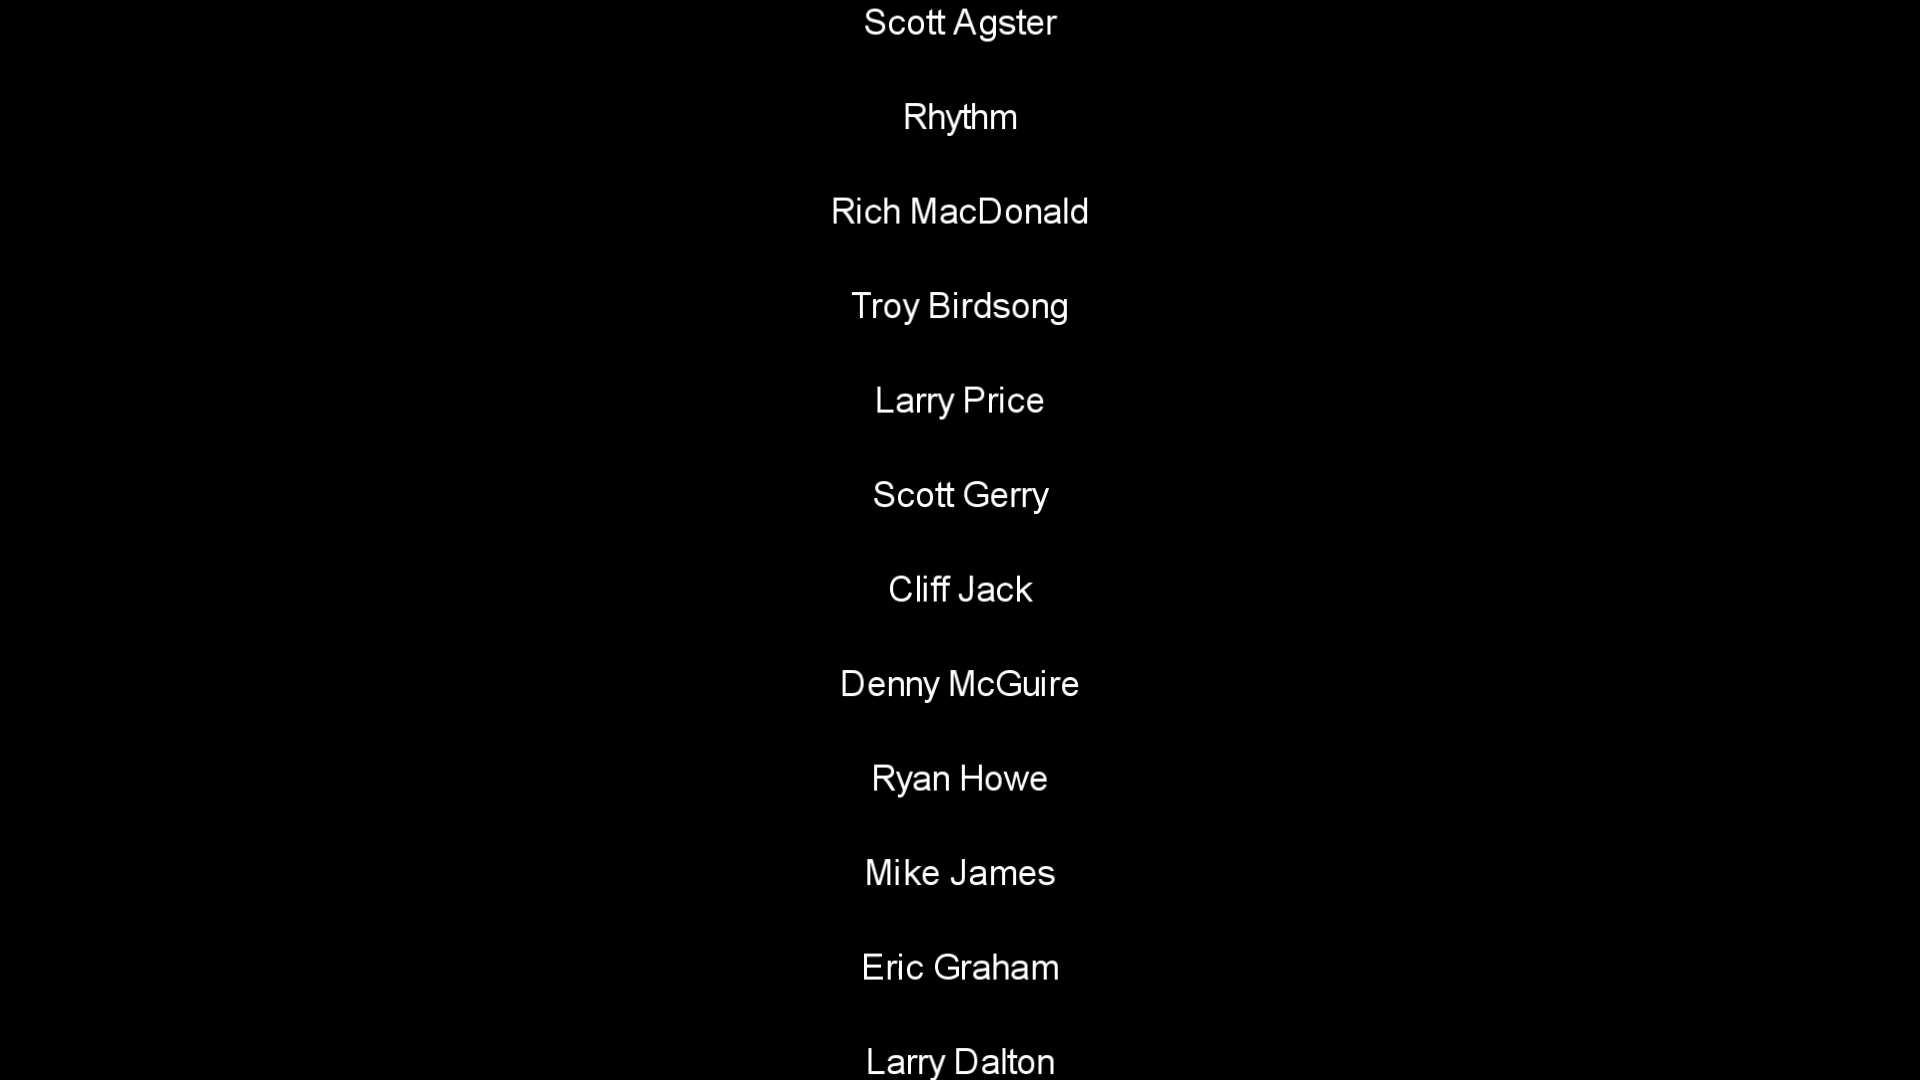 Scott Agster
Rhythm
Rich MacDonald
Troy Birdsong
Larry Price
Scott Gerry
Cliff Jack
Denny McGuire
Ryan Howe
Mike James
Eric Graham
Larry Dalton